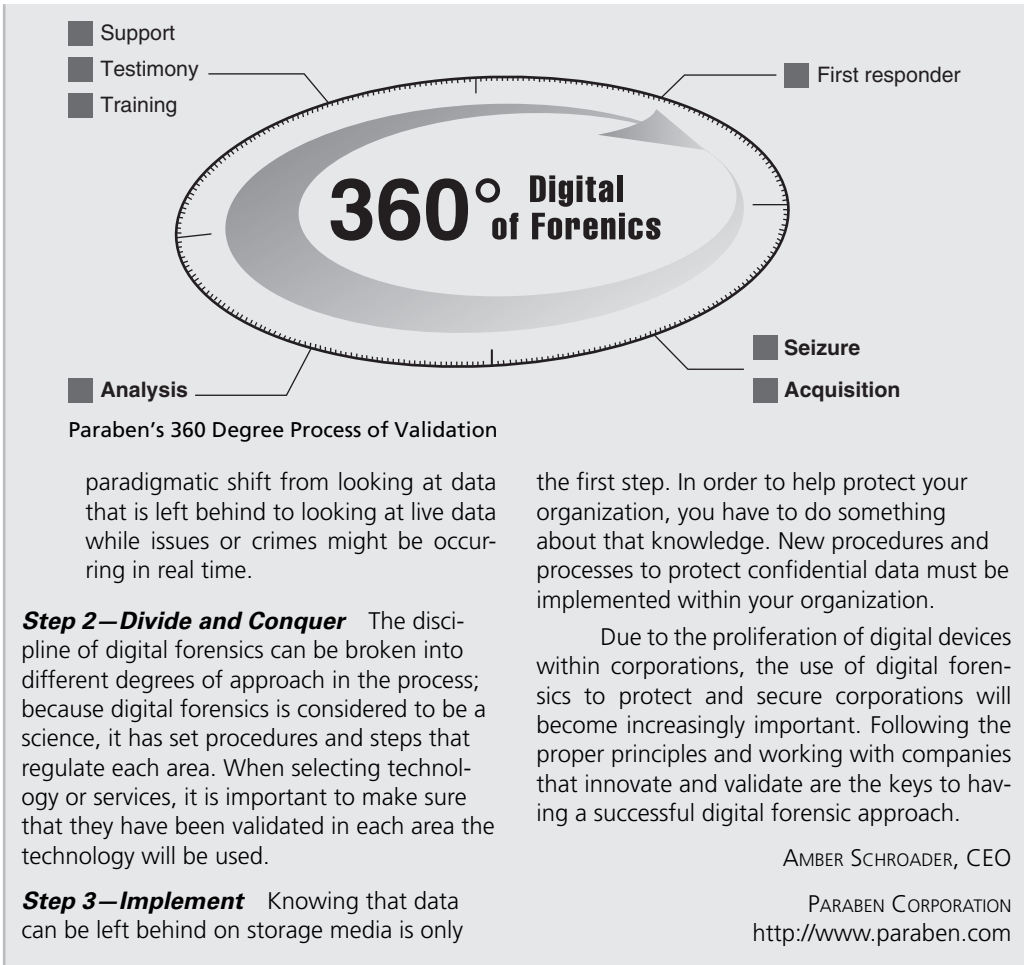 Support
Testimony
Training
First responder
360° Digital
of Forenics
Seizure
Acquisition
Analysis
Paraben's 360 Degree Process of Validation
paradigmatic shift from looking at data
that is left behind to looking at live data
while issues or crimes might be occur-
ring in real time.
Step 2—Divide and Conquer The disci-
pline of digital forensics can be broken into
different degrees of approach in the process;
because digital forensics is considered to be a
science, it has set procedures and steps that
regulate each area. When selecting technol-
ogy or services, it is important to make sure
that they have been validated in each area the
technology will be used.
Step 3—Implement Knowing that data
can be left behind on storage media is only
the first step. In order to help protect your
organization, you have to do something
about that knowledge. New procedures and
processes to protect confidential data must be
implemented within your organization.
Due to the proliferation of digital devices
within corporations, the use of digital foren-
sics to protect and secure corporations will
become increasingly important. Following the
proper principles and working with companies
that innovate and validate are the keys to hav-
ing a successful digital forensic approach.
AMBER SCHROADER, CEO
PARABEN CORPORATION
http://www.paraben.com